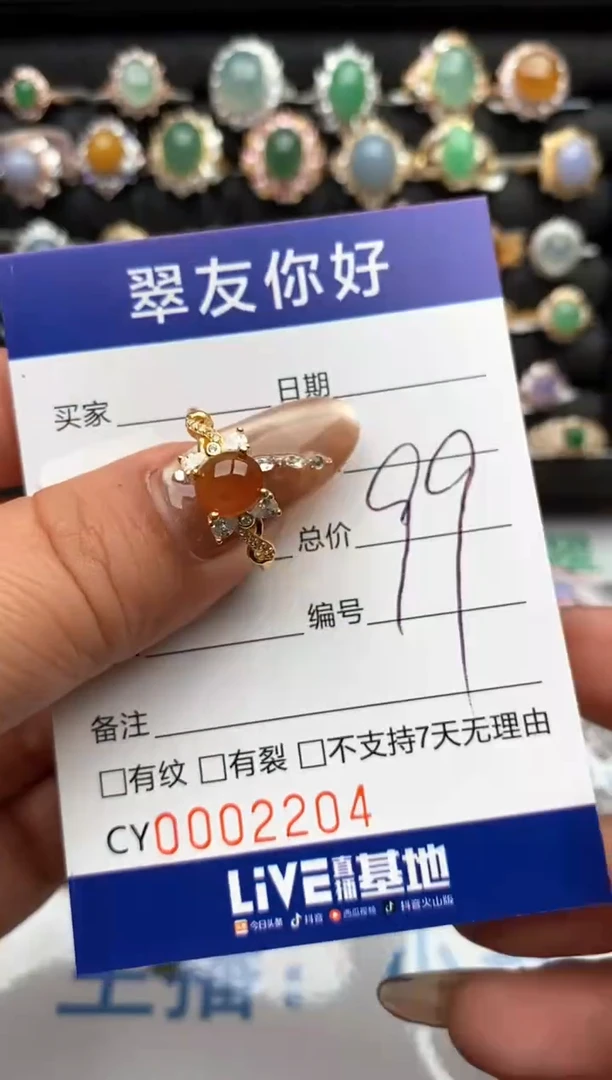 翠友你好
买家 日期
99
总价
编号
备注
□有纹 □有裂 □不支持7天无理由
CY0002204
LiVE直播基地
今日头条 抖音 西瓜视频 抖音火山版
主播：